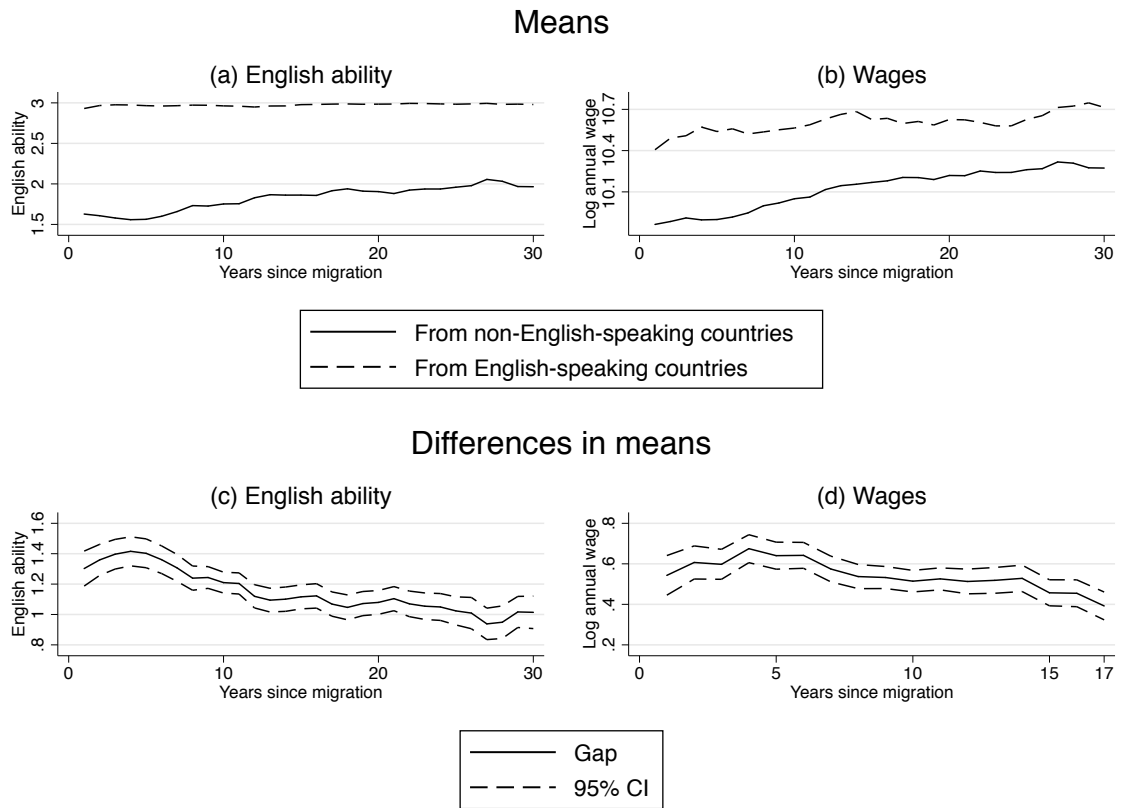 Means
(a) English ability
English ability
3
2.5
2
1.5
0
10
20
30
Years since migration
(b) Wages
Log annual wage
10.7
10.4
10.1
0
10
20
30
Years since migration
From non-English-speaking countries
From English-speaking countries
Differences in means
(c) English ability
English ability
1.6
1.4
1.2
1
.8
0
10
20
30
Years since migration
(d) Wages
Log annual wage
.8
.6
.4
.2
0
5
10
15
17
Years since migration
Gap
95% CI